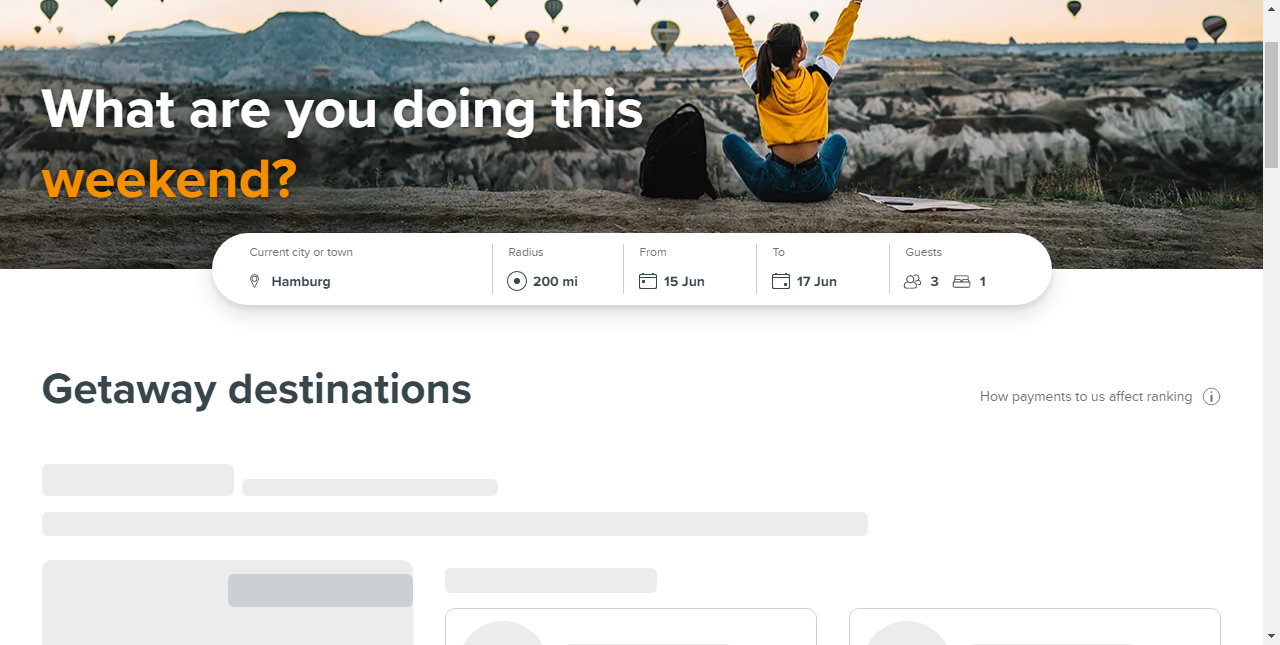 What are you doing this
weekend?
Current city or town
Radius
From
To
Guests
Hamburg
200 mi
15 Jun
17 Jun
3
1
Getaway destinations
How payments to us affect ranking